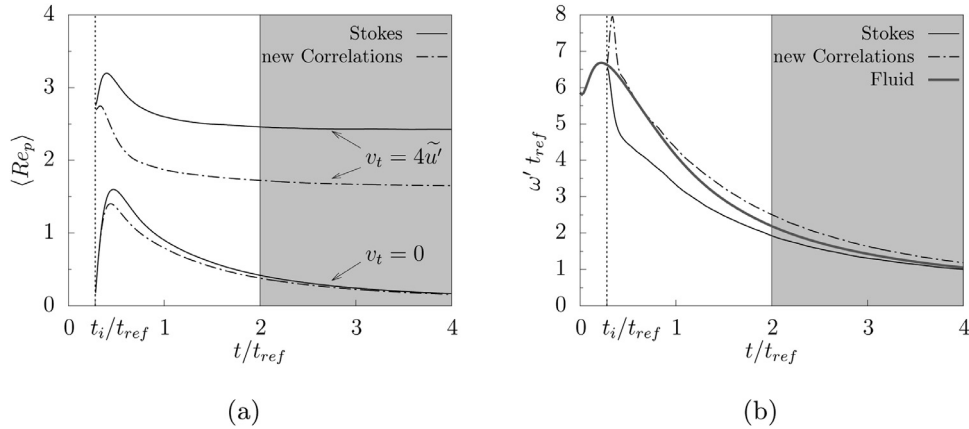 4
3
2
1
0
⟨Re_p⟩
Stokes
new Correlations
v_t = 4ũ′
v_t = 0
0 t_i/t_ref 1 2 3 4
t/t_ref
(a)
8
7
6
5
4
3
2
1
0
ω′ t_ref
Stokes
new Correlations
Fluid
0 t_i/t_ref 1 2 3 4
t/t_ref
(b)